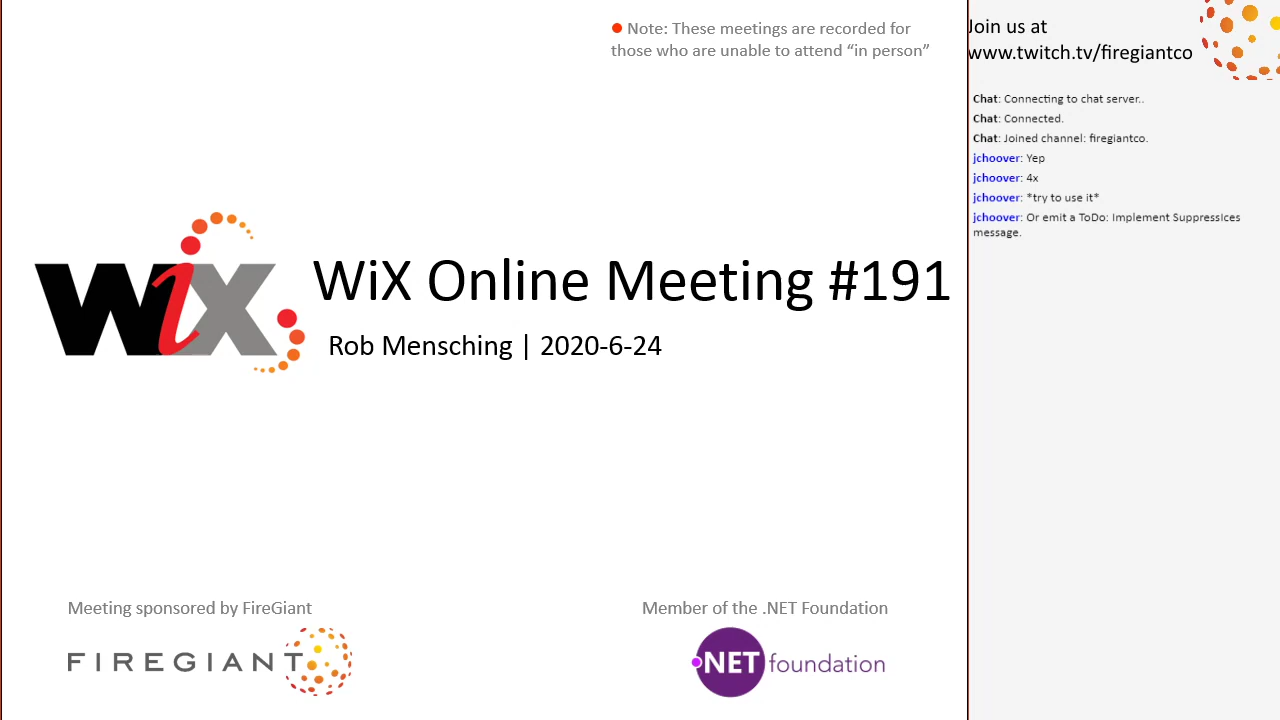 Note: These meetings are recorded for
those who are unable to attend “in person”
WiX
WiX Online Meeting #191
Rob Mensching | 2020-6-24
Meeting sponsored by FireGiant
FIREGIANT
Member of the .NET Foundation
.NET foundation
Join us at
www.twitch.tv/firegiantco
Chat: Connecting to chat server..
Chat: Connected.
Chat: Joined channel: firegiantco.
jchoover: Yep
jchoover: 4x
jchoover: *try to use it*
jchoover: Or emit a ToDo: Implement SuppressIces
message.